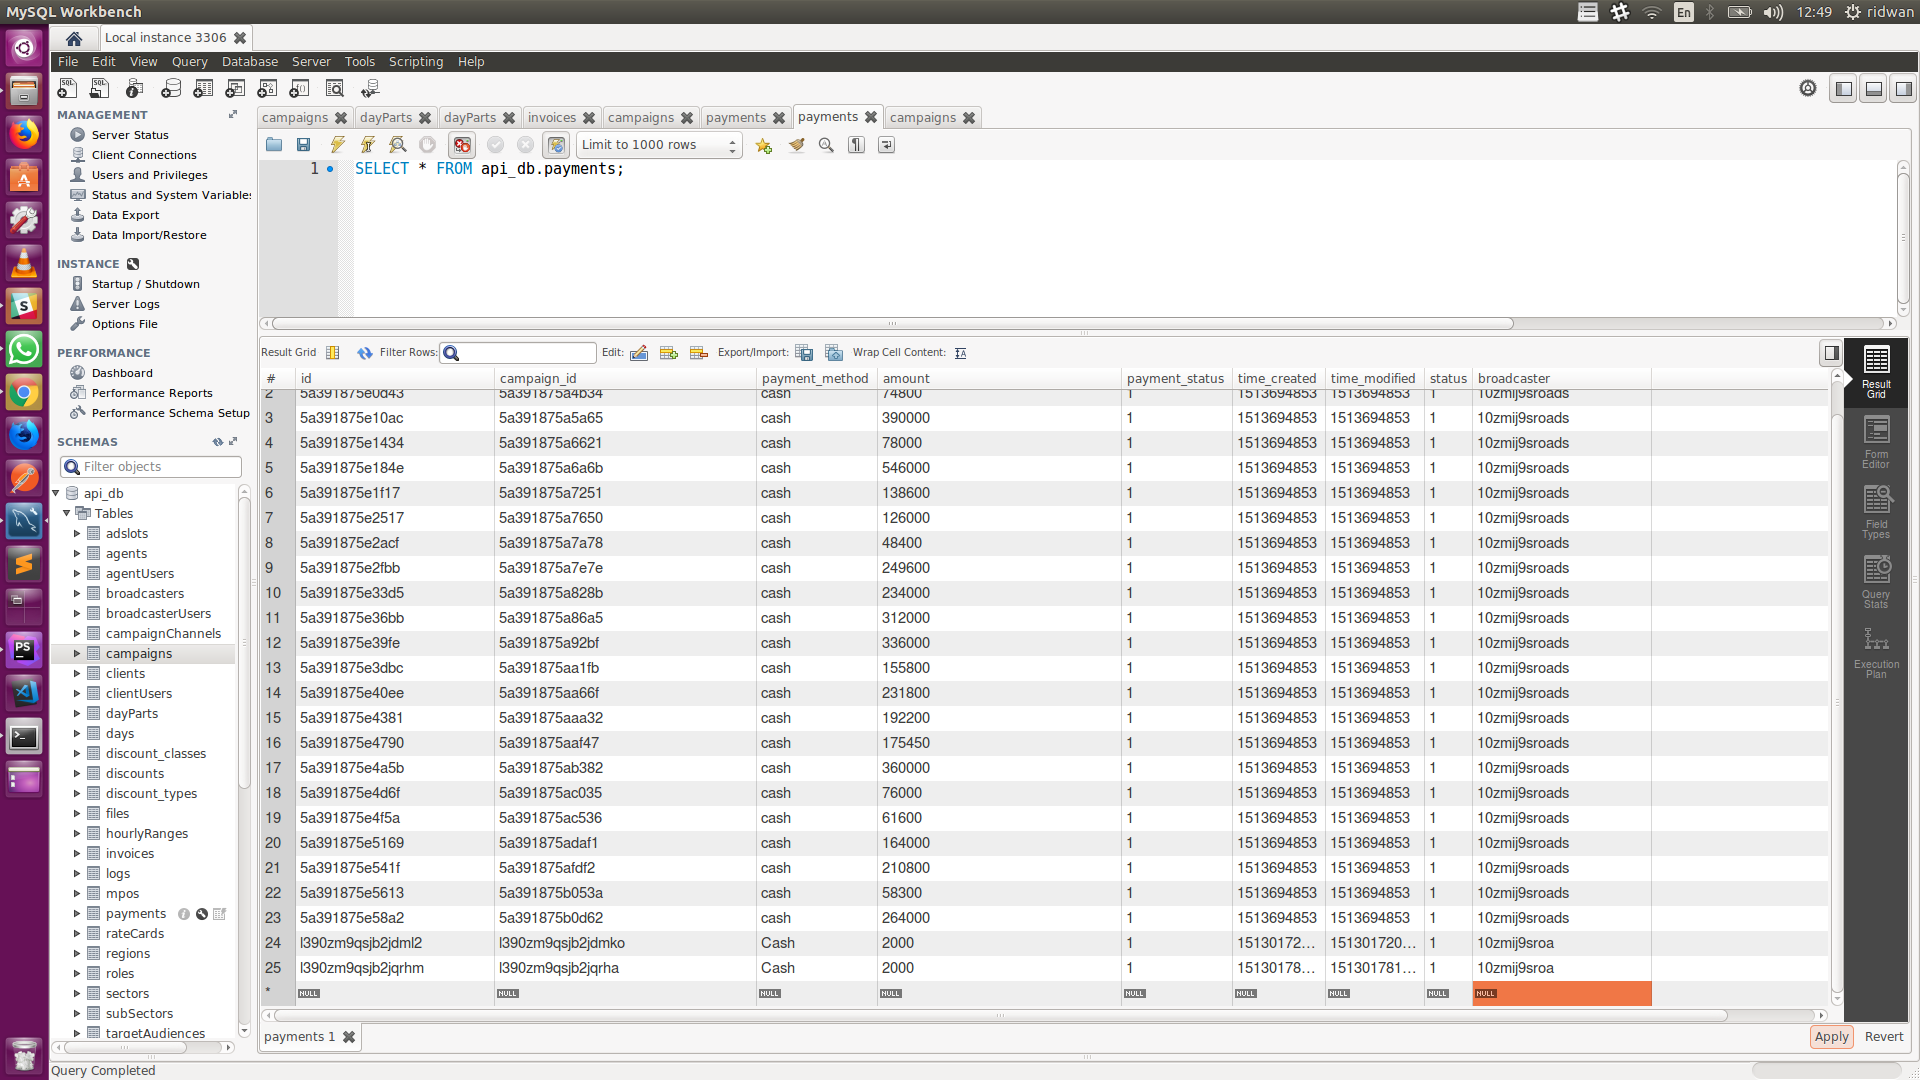 MySQL Workbench
En 12:49 ridwan
Local instance 3306
File Edit View Query Database Server Tools Scripting Help
MANAGEMENT
Server Status
Client Connections
Users and Privileges
Status and System Variables
Data Export
Data Import/Restore
INSTANCE
Startup / Shutdown
Server Logs
Options File
PERFORMANCE
Dashboard
Performance Reports
Performance Schema Setup
SCHEMAS
Filter objects
api_db
Tables
adslots
agents
agentUsers
broadcasters
broadcasterUsers
campaignChannels
campaigns
clients
clientUsers
dayParts
days
discount_classes
discounts
discount_types
files
hourlyRanges
invoices
logs
mpos
payments
rateCards
regions
roles
sectors
subSectors
targetAudiences
campaigns dayParts dayParts invoices campaigns payments payments campaigns
Limit to 1000 rows
1 SELECT * FROM api_db.payments;
Result Grid Filter Rows: Edit: Export/Import: Wrap Cell Content:
# id campaign_id payment_method amount payment_status time_created time_modified status broadcaster
2 5a391875e0d43 5a391875a4b34 cash 74800 1 1513694853 1513694853 1 10zmij9sroads
3 5a391875e10ac 5a391875a5a65 cash 390000 1 1513694853 1513694853 1 10zmij9sroads
4 5a391875e1434 5a391875a6621 cash 78000 1 1513694853 1513694853 1 10zmij9sroads
5 5a391875e184e 5a391875a6a6b cash 546000 1 1513694853 1513694853 1 10zmij9sroads
6 5a391875e1f17 5a391875a7251 cash 138600 1 1513694853 1513694853 1 10zmij9sroads
7 5a391875e2517 5a391875a7650 cash 126000 1 1513694853 1513694853 1 10zmij9sroads
8 5a391875e2acf 5a391875a7a78 cash 48400 1 1513694853 1513694853 1 10zmij9sroads
9 5a391875e2fbb 5a391875a7e7e cash 249600 1 1513694853 1513694853 1 10zmij9sroads
10 5a391875e33d5 5a391875a828b cash 234000 1 1513694853 1513694853 1 10zmij9sroads
11 5a391875e36bb 5a391875a86a5 cash 312000 1 1513694853 1513694853 1 10zmij9sroads
12 5a391875e39fe 5a391875a92bf cash 336000 1 1513694853 1513694853 1 10zmij9sroads
13 5a391875e3dbc 5a391875aa1fb cash 155800 1 1513694853 1513694853 1 10zmij9sroads
14 5a391875e40ee 5a391875aa66f cash 231800 1 1513694853 1513694853 1 10zmij9sroads
15 5a391875e4381 5a391875aaa32 cash 192200 1 1513694853 1513694853 1 10zmij9sroads
16 5a391875e4790 5a391875aaf47 cash 175450 1 1513694853 1513694853 1 10zmij9sroads
17 5a391875e4a5b 5a391875ab382 cash 360000 1 1513694853 1513694853 1 10zmij9sroads
18 5a391875e4d6f 5a391875ac035 cash 76000 1 1513694853 1513694853 1 10zmij9sroads
19 5a391875e4f5a 5a391875ac536 cash 61600 1 1513694853 1513694853 1 10zmij9sroads
20 5a391875e5169 5a391875adaf1 cash 164000 1 1513694853 1513694853 1 10zmij9sroads
21 5a391875e541f 5a391875afdf2 cash 210800 1 1513694853 1513694853 1 10zmij9sroads
22 5a391875e5613 5a391875b053a cash 58300 1 1513694853 1513694853 1 10zmij9sroads
23 5a391875e58a2 5a391875b0d62 cash 264000 1 1513694853 1513694853 1 10zmij9sroads
24 l390zm9qsjb2jdml2 l390zm9qsjb2jdmko Cash 2000 1 15130172... 151301720... 1 10zmij9sroa
25 l390zm9qsjb2jqrhm l390zm9qsjb2jqrha Cash 2000 1 15130178... 151301781... 1 10zmij9sroa
* NULL NULL NULL NULL NULL NULL NULL NULL NULL
Result Grid
Form Editor
Field Types
Query Stats
Execution Plan
payments 1
Apply Revert
Query Completed